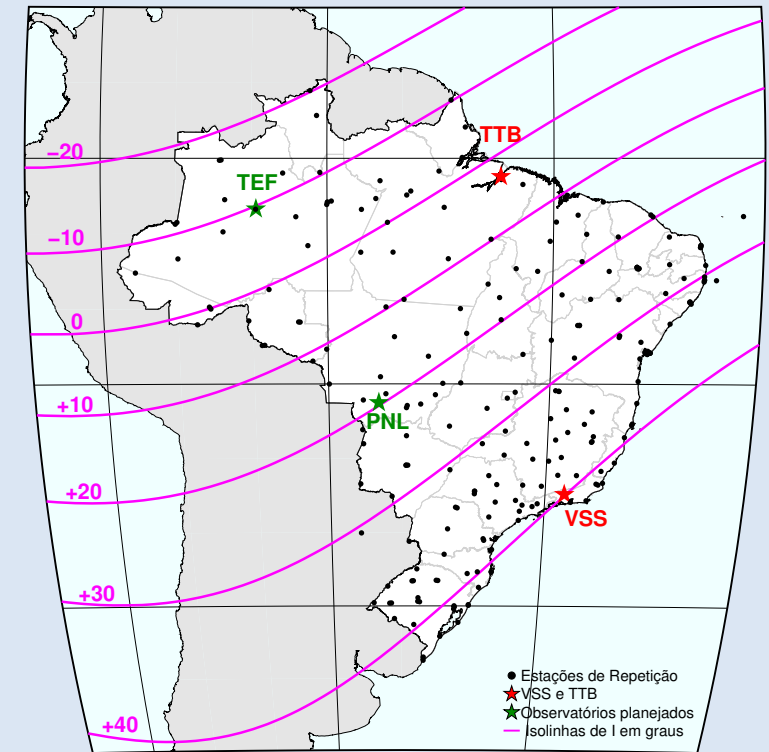 TTB
−20
TEF
−10
0
+10
PNL
+20
VSS
+30
Estações de Repetição
VSS e TTB
Observatórios planejados
+40
Isolinhas de I em graus